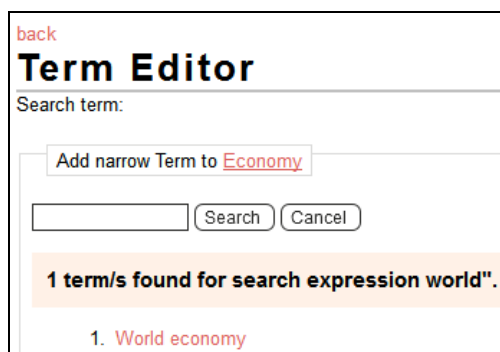 back
Term Editor
Search term:
Add narrow Term to Economy
Search Cancel
1 term/s found for search expression world".
1. World economy